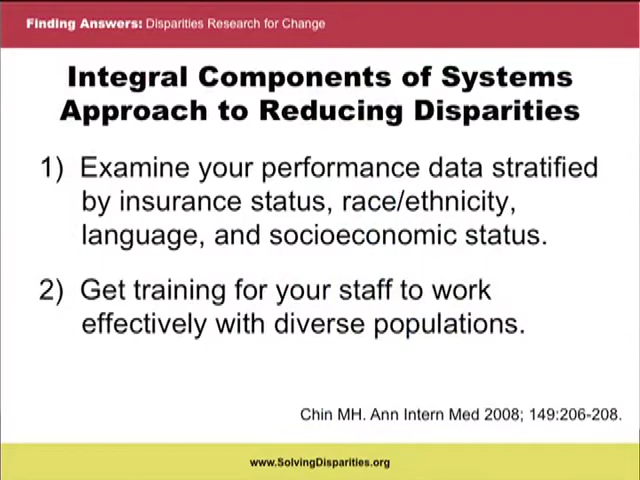 Finding Answers: Disparities Research for Change
Integral Components of Systems
Approach to Reducing Disparities
1) Examine your performance data stratified
by insurance status, race/ethnicity,
language, and socioeconomic status.
2) Get training for your staff to work
effectively with diverse populations.
Chin MH. Ann Intern Med 2008; 149:206-208.
www.SolvingDisparities.org